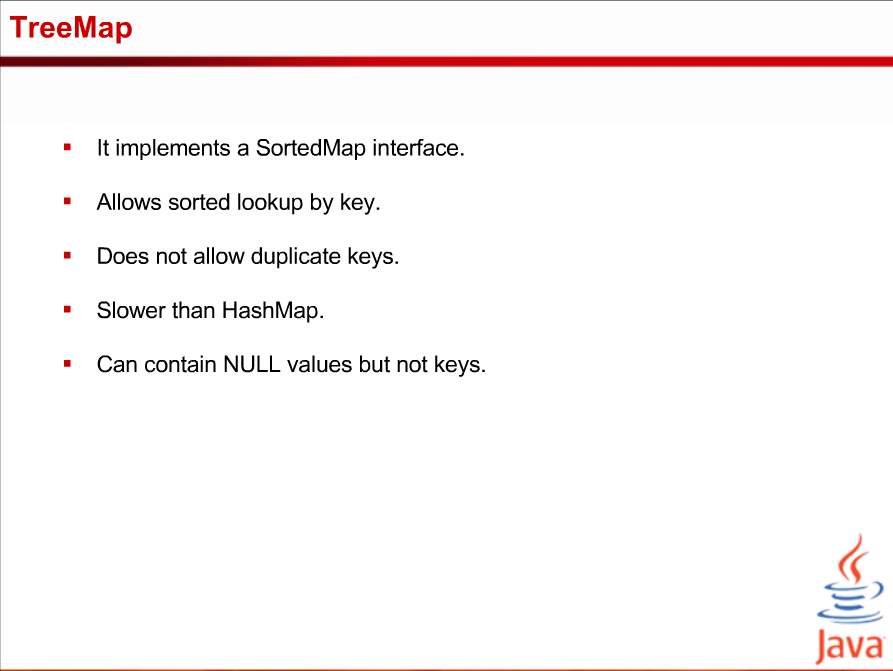 TreeMap
It implements a SortedMap interface.
Allows sorted lookup by key.
Does not allow duplicate keys.
Slower than HashMap.
Can contain NULL values but not keys.
Java